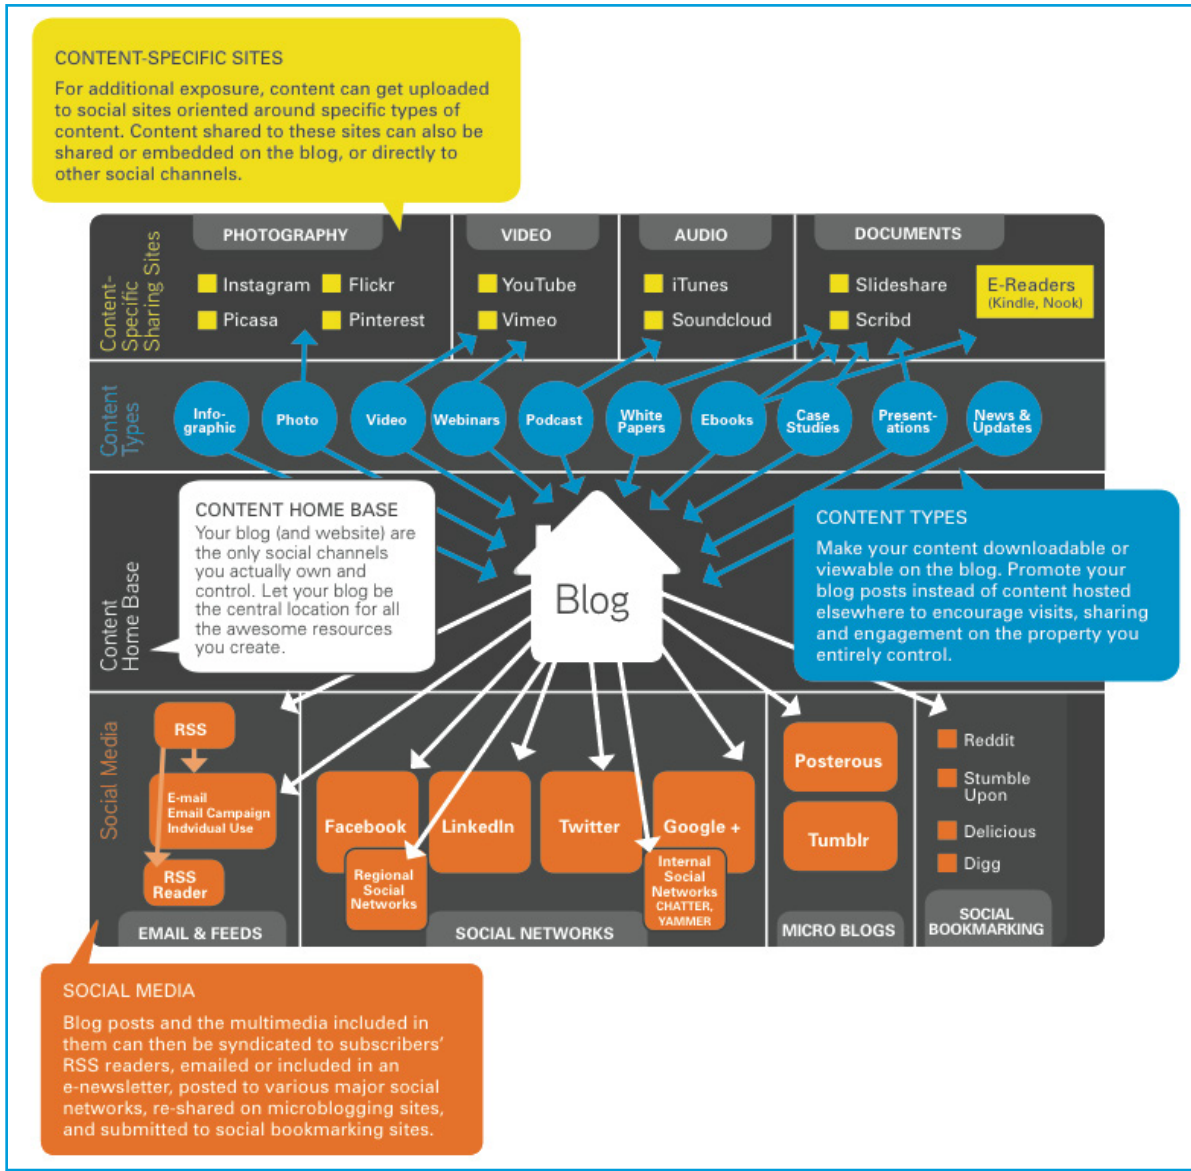 CONTENT-SPECIFIC SITES
For additional exposure, content can get uploaded
to social sites oriented around specific types of
content. Content shared to these sites can also be
shared or embedded on the blog, or directly to
other social channels.
Content-
Specific
Sharing Sites
PHOTOGRAPHY
Instagram
Flickr
Picasa
Pinterest
VIDEO
YouTube
Vimeo
AUDIO
iTunes
Soundcloud
DOCUMENTS
Slideshare
Scribd
E-Readers
(Kindle, Nook)
Content
Types
Info-
graphic
Photo
Video
Webinars
Podcast
White
Papers
Ebooks
Case
Studies
Present-
ations
News &
Updates
Content
Home Base
CONTENT HOME BASE
Your blog (and website) are
the only social channels
you actually own and
control. Let your blog be
the central location for all
the awesome resources
you create.
Blog
CONTENT TYPES
Make your content downloadable or
viewable on the blog. Promote your
blog posts instead of content hosted
elsewhere to encourage visits, sharing
and engagement on the property you
entirely control.
Social Media
RSS
E-mail
Email Campaign
Indvidual Use
RSS
Reader
EMAIL & FEEDS
Facebook
LinkedIn
Twitter
Google +
Regional
Social
Networks
Internal
Social
Networks
CHATTER,
YAMMER
SOCIAL NETWORKS
Posterous
Tumblr
MICRO BLOGS
Reddit
Stumble
Upon
Delicious
Digg
SOCIAL
BOOKMARKING
SOCIAL MEDIA
Blog posts and the multimedia included in
them can then be syndicated to subscribers’
RSS readers, emailed or included in an
e-newsletter, posted to various major social
networks, re-shared on microblogging sites,
and submitted to social bookmarking sites.